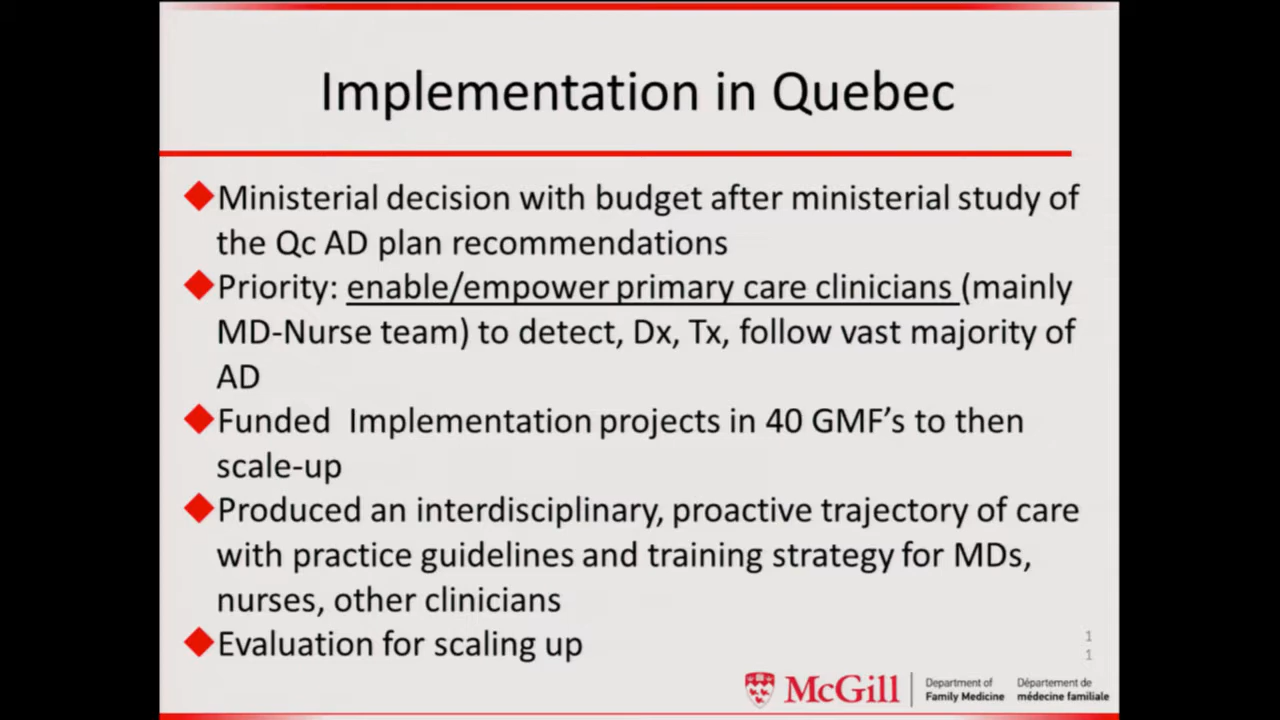 Implementation in Quebec
Ministerial decision with budget after ministerial study of
the Qc AD plan recommendations
Priority: enable/empower primary care clinicians (mainly
MD-Nurse team) to detect, Dx, Tx, follow vast majority of
AD
Funded Implementation projects in 40 GMF's to then
scale-up
Produced an interdisciplinary, proactive trajectory of care
with practice guidelines and training strategy for MDs,
nurses, other clinicians
Evaluation for scaling up
1
1
McGill
Department of
Family Medicine
Département de
médecine familiale